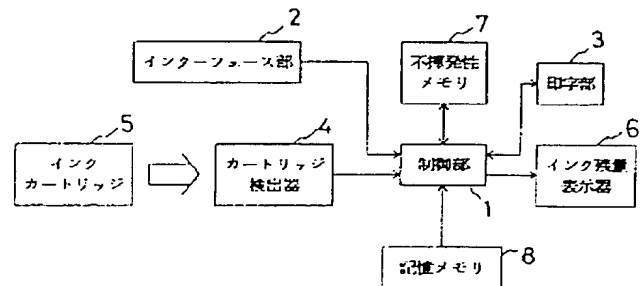 2
インターフェース部
7
不揮発性
メモリ
3
印字部
5
インク
カートリッジ
4
カートリッジ
検出器
制御部
1
6
インク残量
表示器
記憶メモリ
8